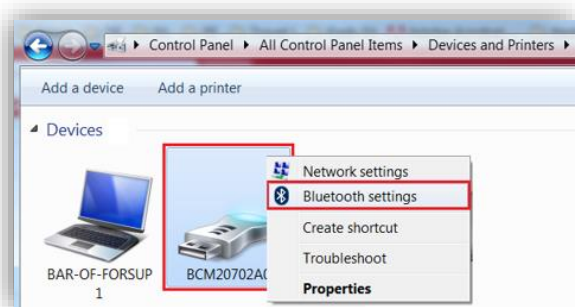 Control Panel ▸ All Control Panel Items ▸ Devices and Printers ▸
Add a device Add a printer
Devices
Network settings
Bluetooth settings
Create shortcut
Troubleshoot
Properties
BAR-OF-FORSUP
1
BCM20702A0